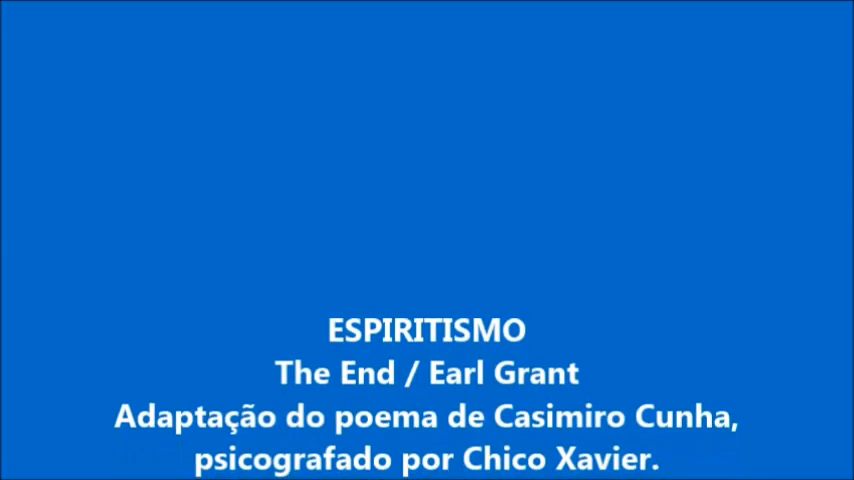 ESPIRITISMO
The End / Earl Grant
Adaptação do poema de Casimiro Cunha,
psicografado por Chico Xavier.